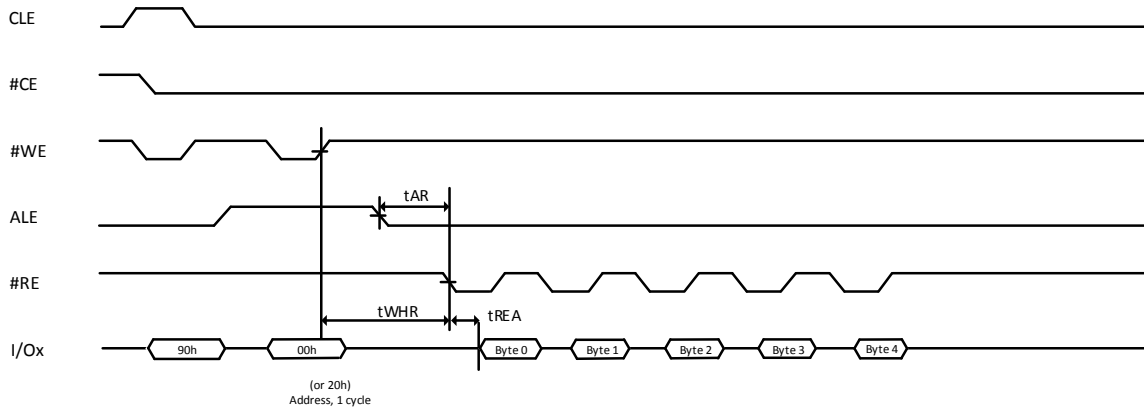 CLE
#CE
#WE
ALE
tAR
#RE
tWHR
tREA
I/Ox
90h
00h
Byte 0
Byte 1
Byte 2
Byte 3
Byte 4
(or 20h)
Address, 1 cycle